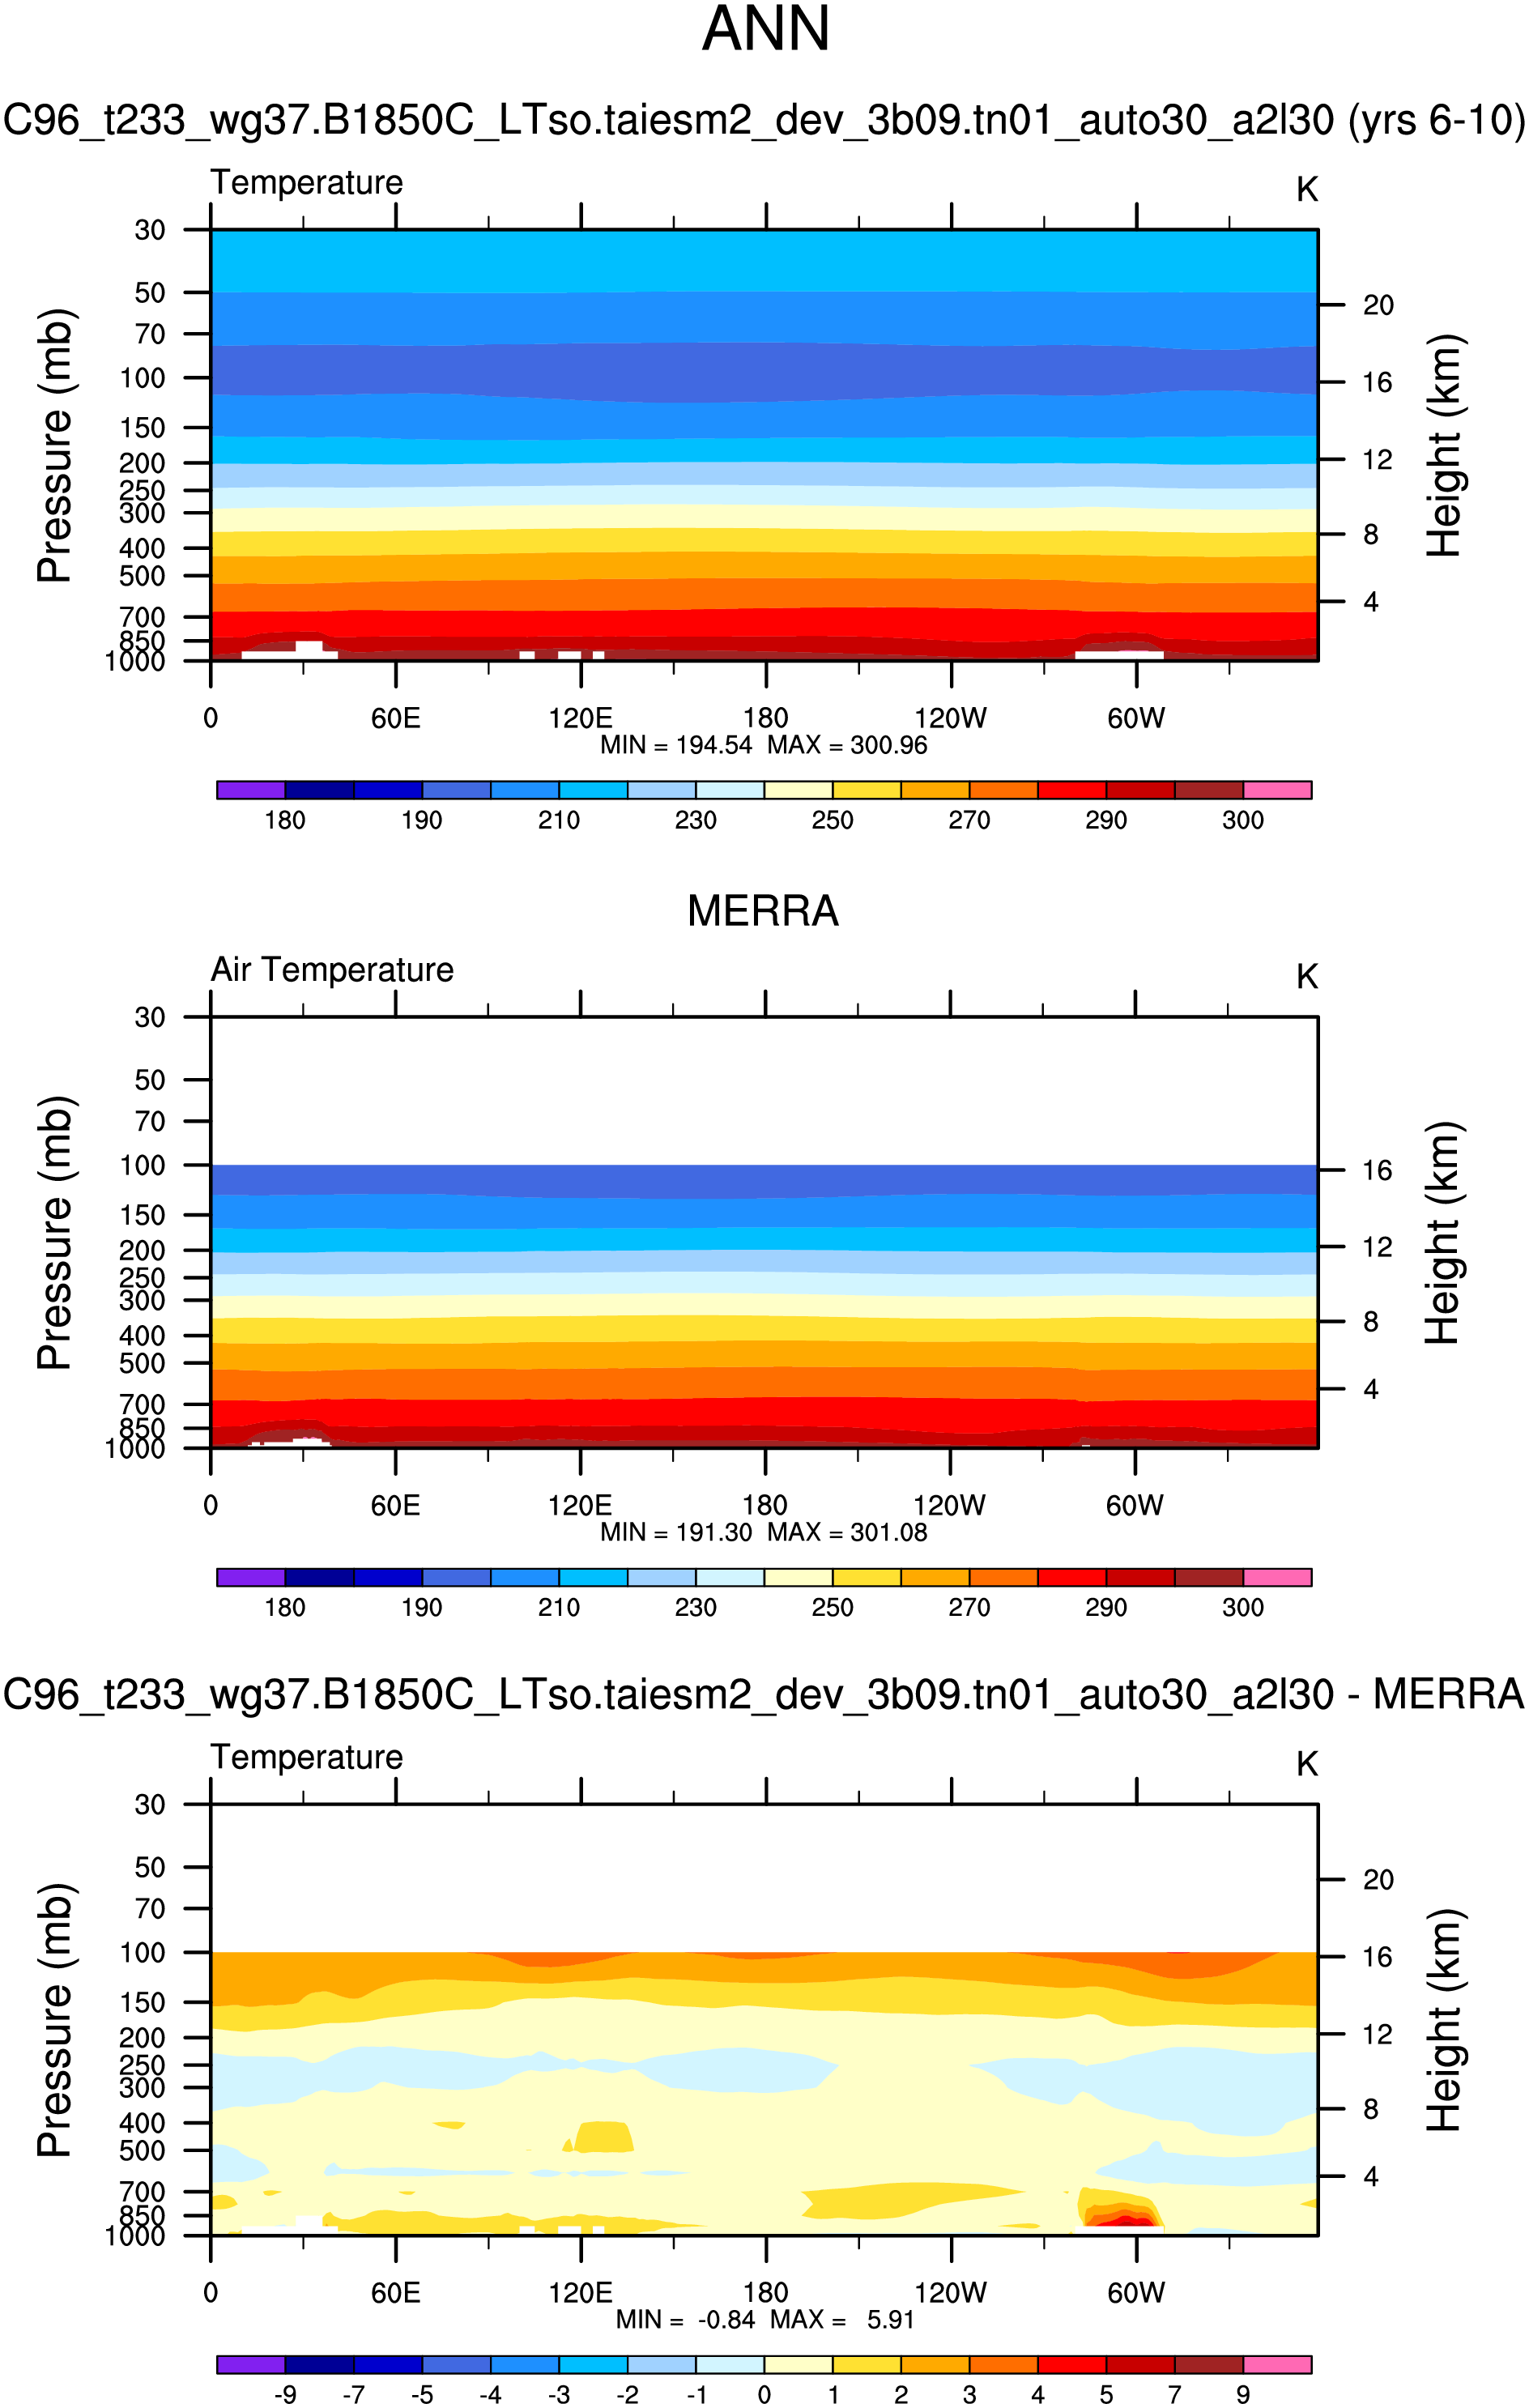 ANN
C96_t233_wg37.B1850C_LTso.taiesm2_dev_3b09.tn01_auto30_a2l30 (yrs 6-10)
Temperature K
30
50
70
100
150
200
250
300
400
500
700
850
1000
Pressure (mb)
20
16
12
8
4
Height (km)
0 60E 120E 180 120W 60W
MIN = 194.54 MAX = 300.96
180 190 210 230 250 270 290 300
MERRA
Air Temperature K
30
50
70
100
150
200
250
300
400
500
700
850
1000
Pressure (mb)
16
12
8
4
Height (km)
0 60E 120E 180 120W 60W
MIN = 191.30 MAX = 301.08
180 190 210 230 250 270 290 300
C96_t233_wg37.B1850C_LTso.taiesm2_dev_3b09.tn01_auto30_a2l30 - MERRA
Temperature K
30
50
70
100
150
200
250
300
400
500
700
850
1000
Pressure (mb)
20
16
12
8
4
Height (km)
0 60E 120E 180 120W 60W
MIN = -0.84 MAX = 5.91
-9 -7 -5 -4 -3 -2 -1 0 1 2 3 4 5 7 9